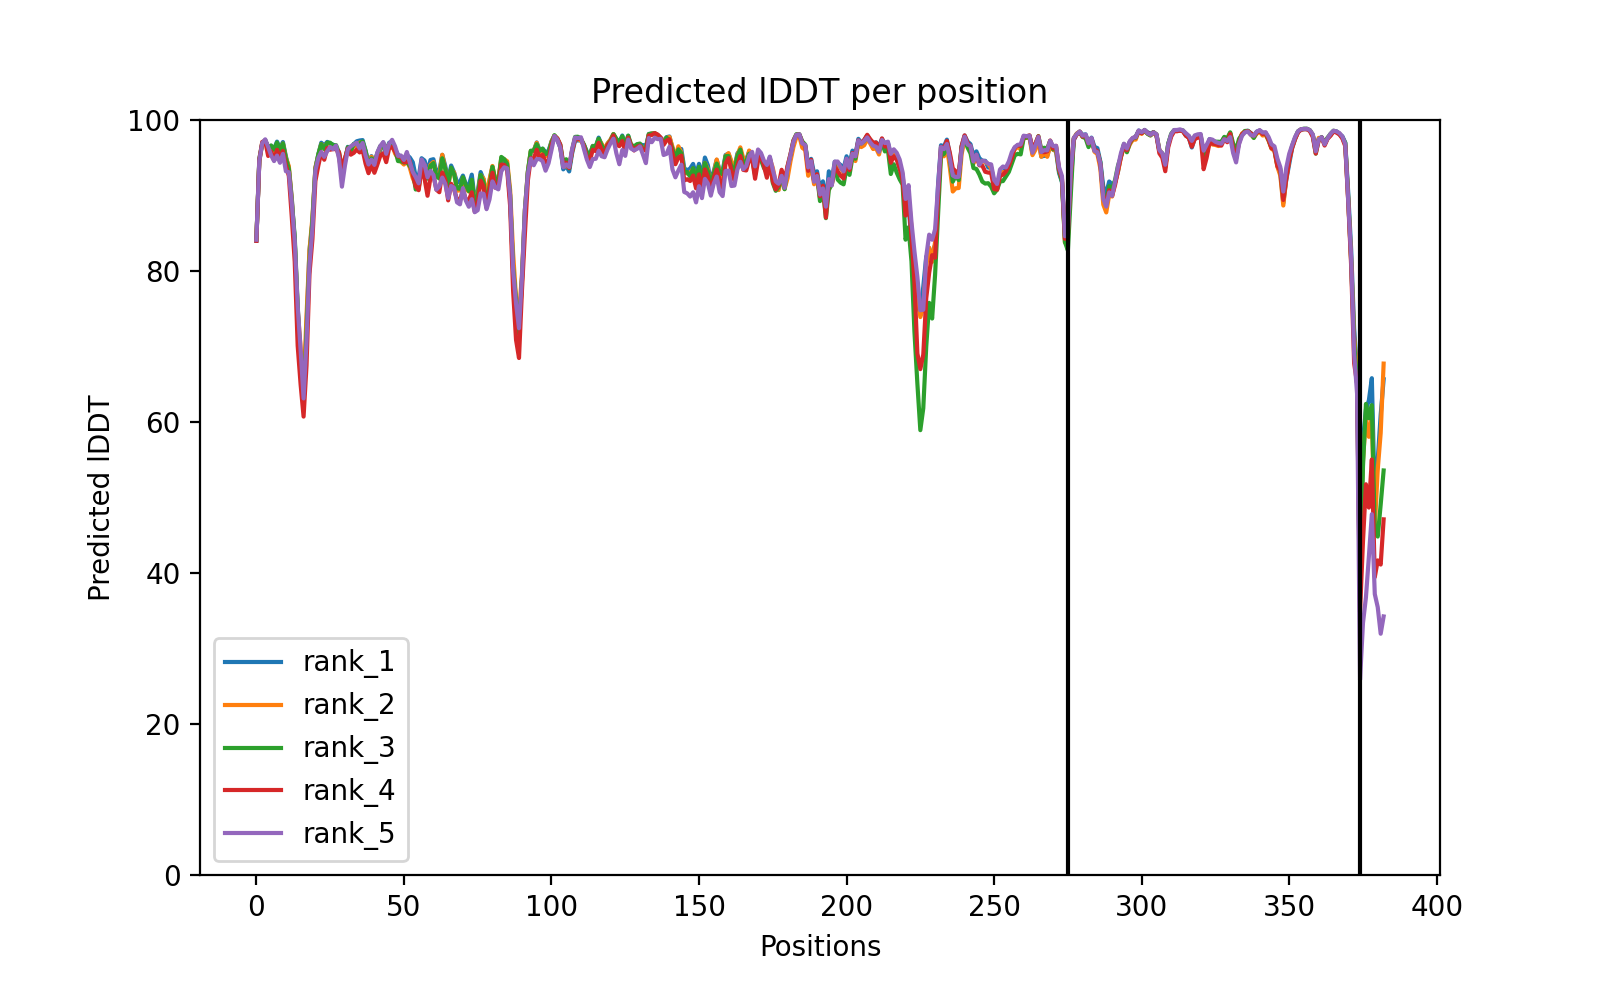 Predicted lDDT per position
Predicted lDDT
100
80
60
40
20
0
rank_1
rank_2
rank_3
rank_4
rank_5
0 50 100 150 200 250 300 350 400
Positions